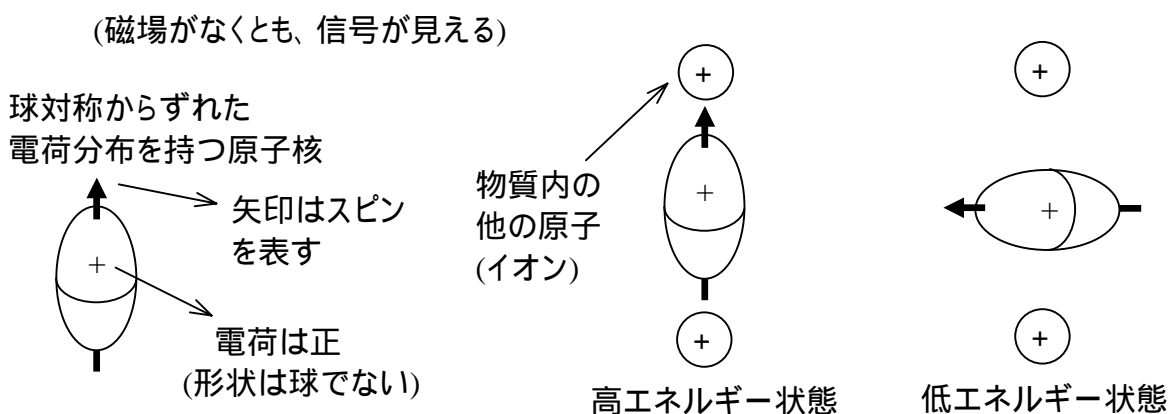 (磁場がなくとも、信号が見える)
球対称からずれた
電荷分布を持つ原子核
矢印はスピン
を表す
+
電荷は正
(形状は球でない)
物質内の
他の原子
(イオン)
+
+
+
高エネルギー状態
+
+
+
低エネルギー状態